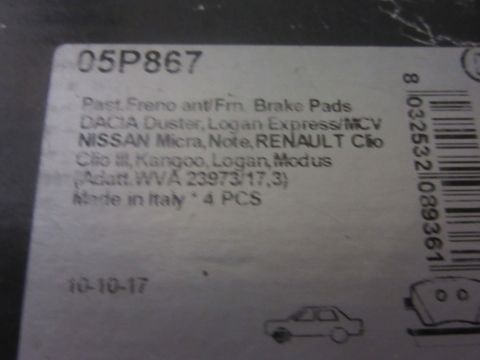 05P867
Past.Freno ant/Frn. Brake Pads
DACIA Duster, Logan Express/MCV
NISSAN Micra, Note, RENAULT Clio
Clio III, Kangoo, Logan, Modus
(Adatt. WVA 23973/17,3)
Made in Italy * 4 PCS
10-10-17
8 032532 089361